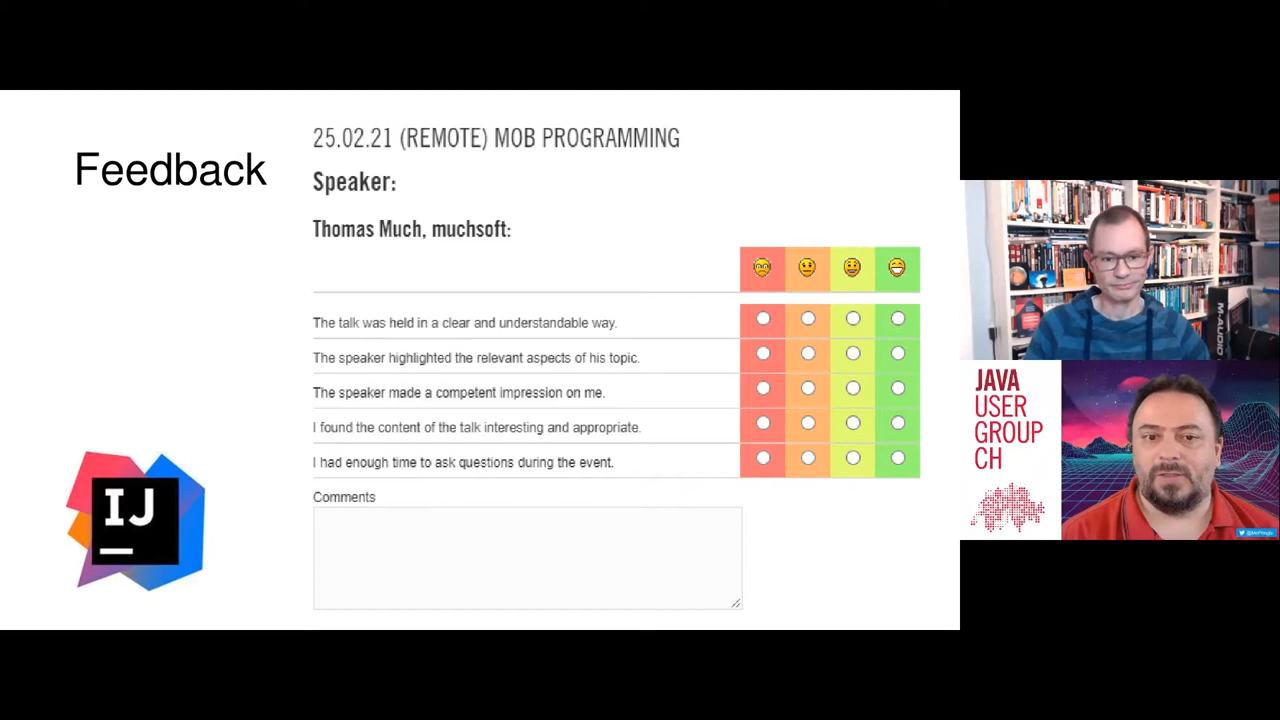 Feedback
25.02.21 (REMOTE) MOB PROGRAMMING
Speaker:
Thomas Much, muchsoft:
The talk was held in a clear and understandable way.
The speaker highlighted the relevant aspects of his topic.
The speaker made a competent impression on me.
I found the content of the talk interesting and appropriate.
I had enough time to ask questions during the event.
Comments
IJ
M-AUDIO
JAVA
USER
GROUP
CH